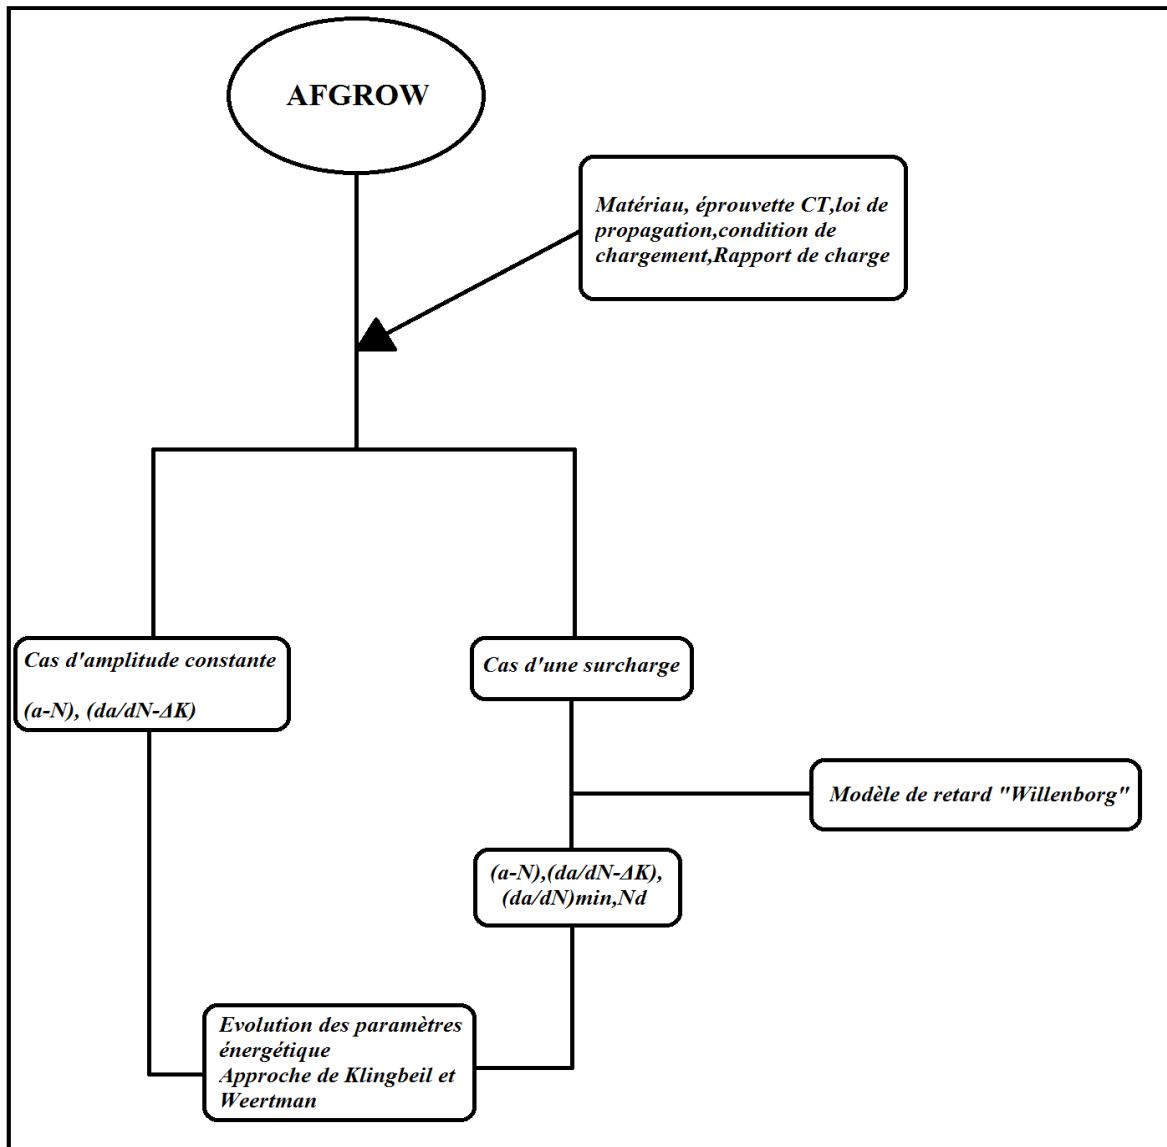 AFGROW
Matériau, éprouvette CT,loi de
propagation,condition de
chargement,Rapport de charge
Cas d'amplitude constante
(a-N), (da/dN-ΔK)
Cas d'une surcharge
Modèle de retard "Willenborg"
(a-N),(da/dN-ΔK),
(da/dN)min,Nd
Evolution des paramètres
énergétique
Approche de Klingbeil et
Weertman